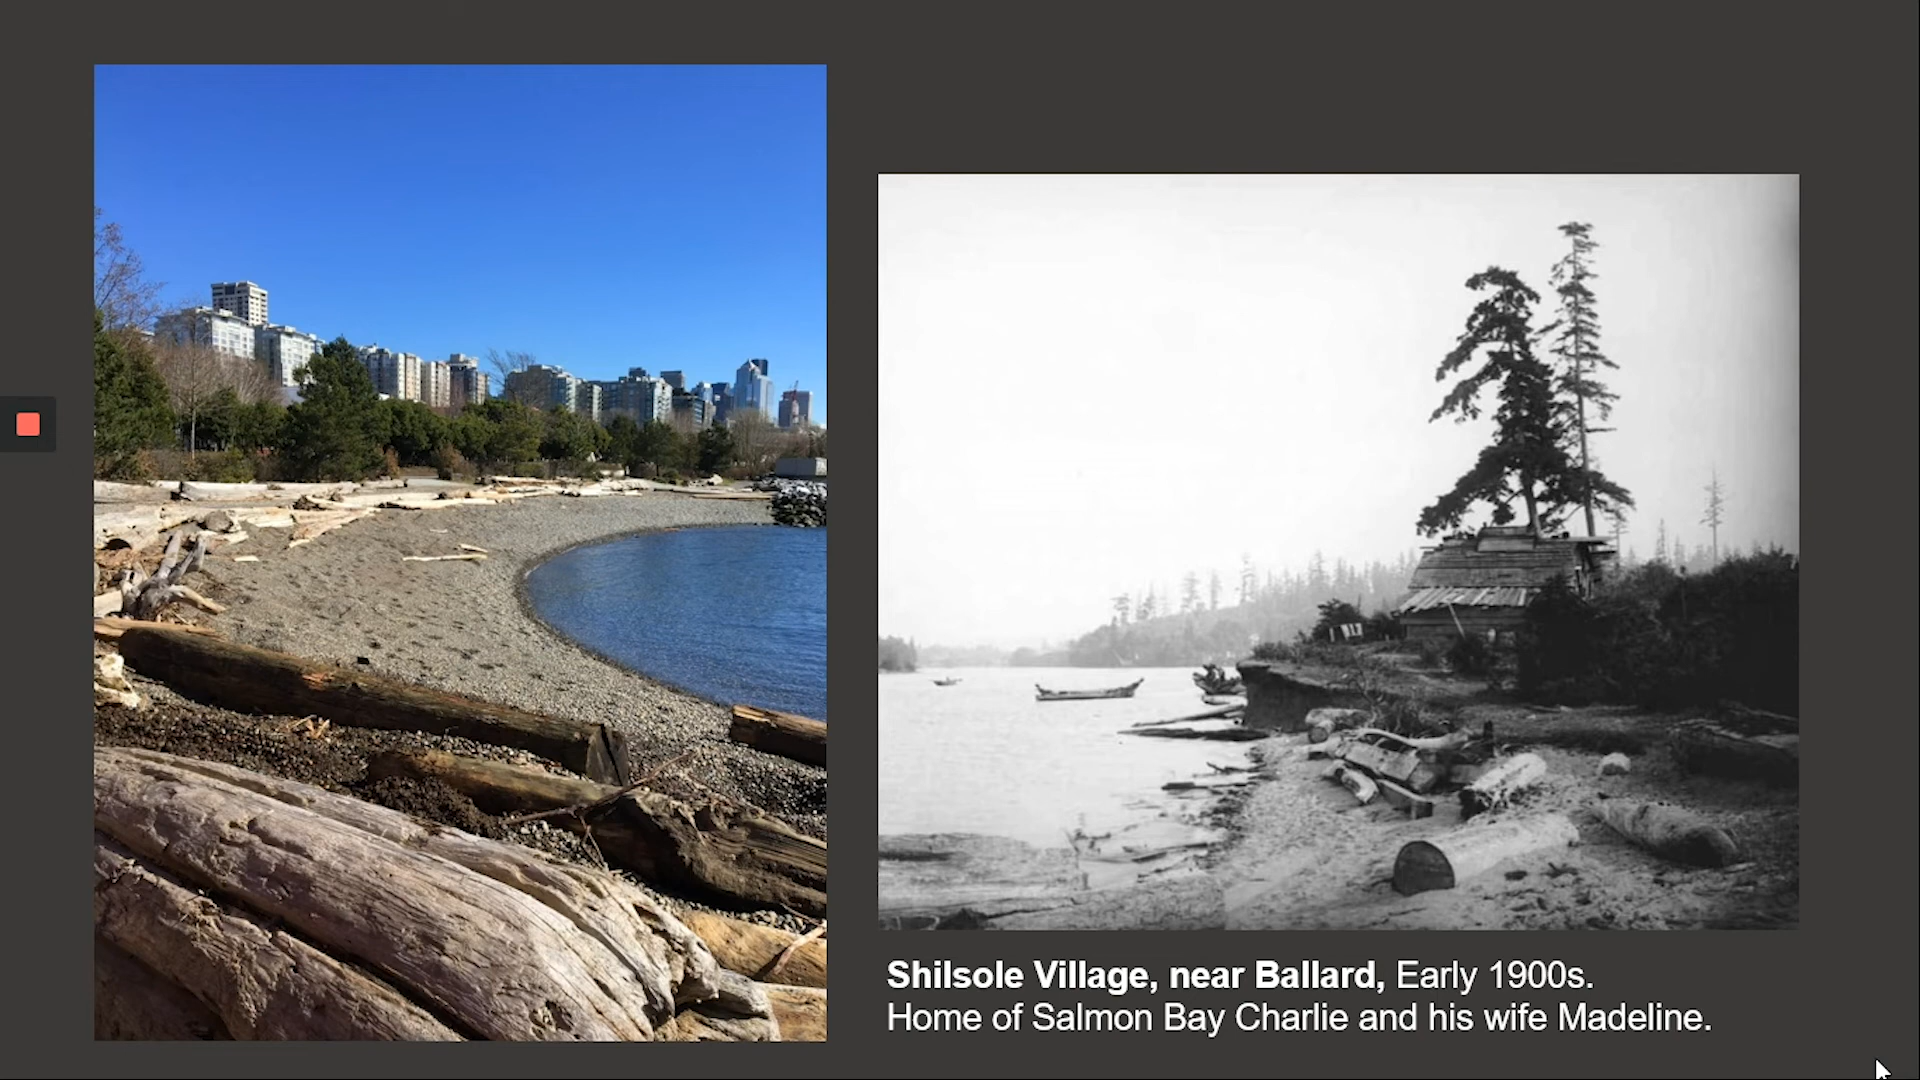 Shilsole Village, near Ballard, Early 1900s.
Home of Salmon Bay Charlie and his wife Madeline.